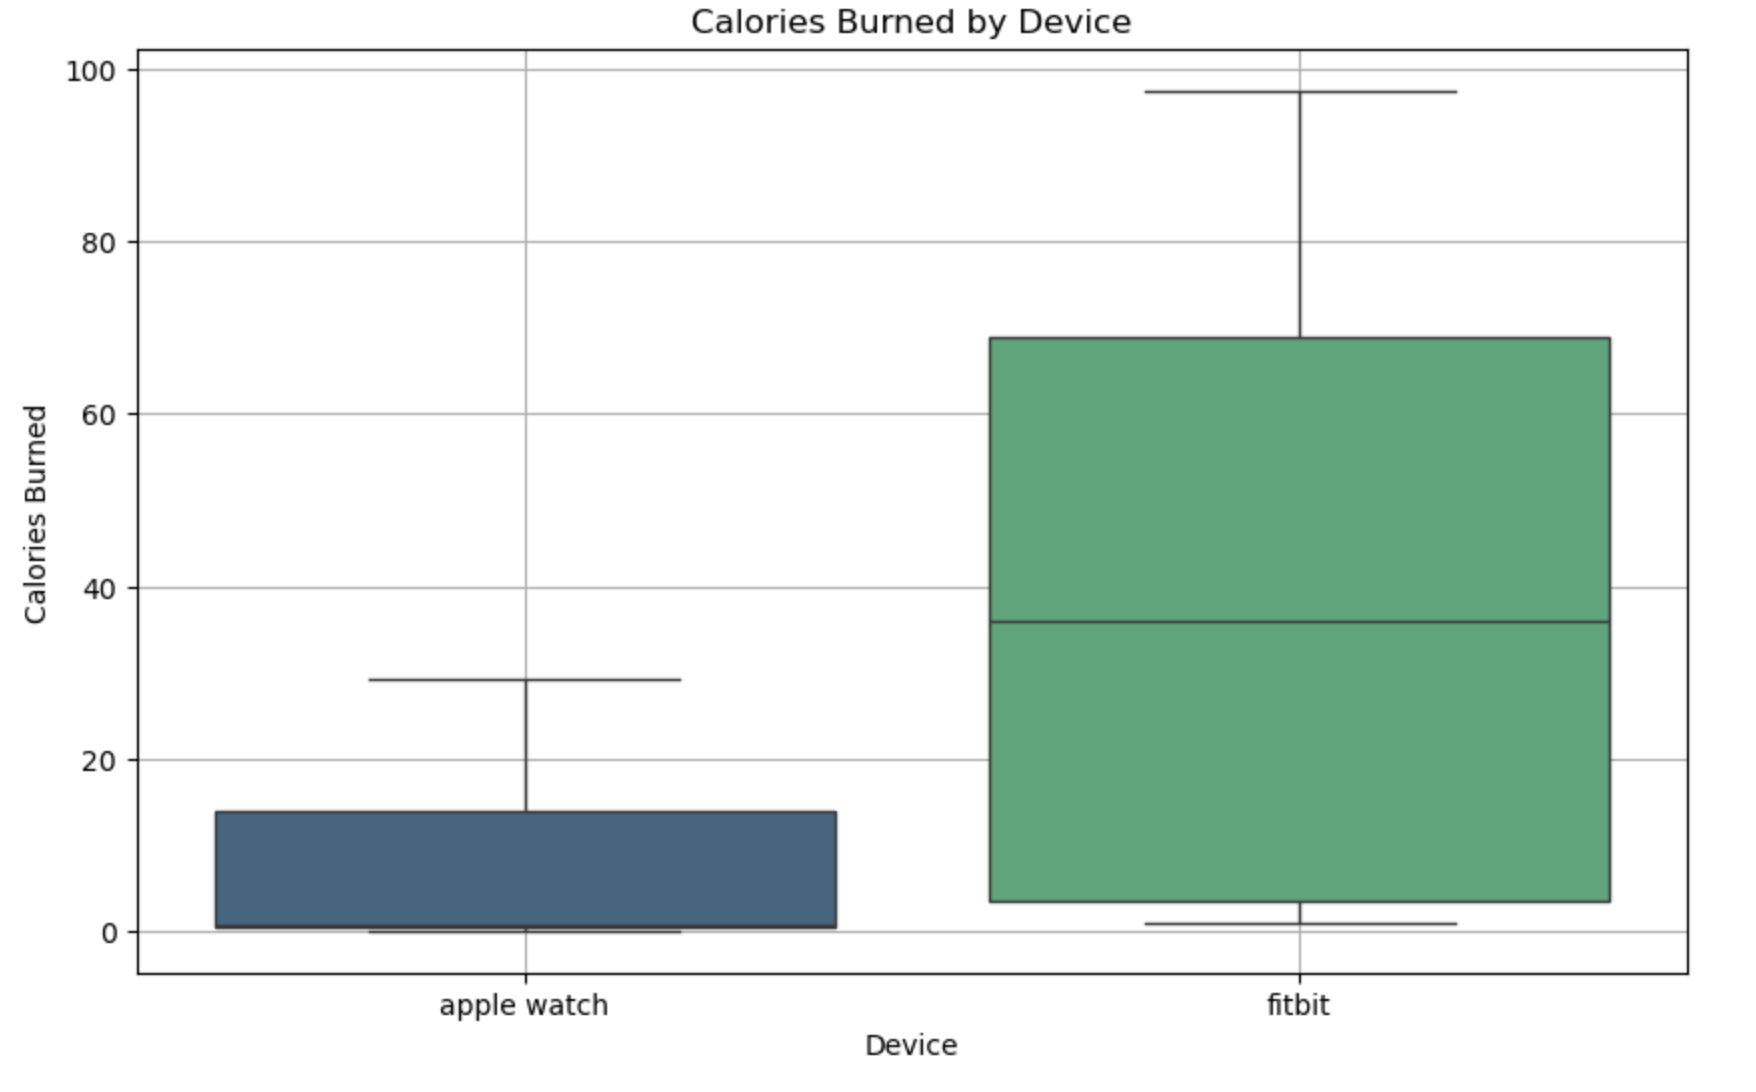 Calories Burned by Device
100
80
60
40
20
0
Calories Burned
apple watch
fitbit
Device